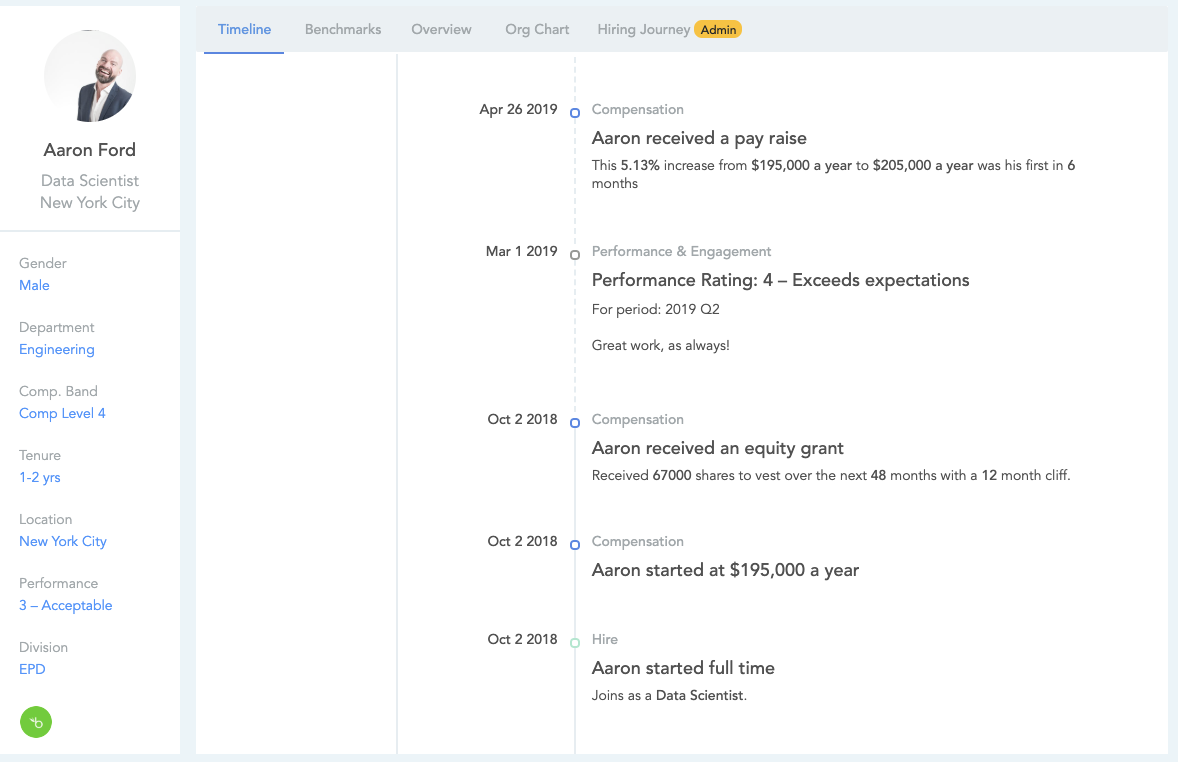 Timeline Benchmarks Overview Org Chart Hiring Journey Admin
Aaron Ford
Data Scientist
New York City
Gender
Male
Department
Engineering
Comp. Band
Comp Level 4
Tenure
1-2 yrs
Location
New York City
Performance
3 – Acceptable
Division
EPD
Apr 26 2019 Compensation
Aaron received a pay raise
This 5.13% increase from $195,000 a year to $205,000 a year was his first in 6
months
Mar 1 2019 Performance & Engagement
Performance Rating: 4 – Exceeds expectations
For period: 2019 Q2
Great work, as always!
Oct 2 2018 Compensation
Aaron received an equity grant
Received 67000 shares to vest over the next 48 months with a 12 month cliff.
Oct 2 2018 Compensation
Aaron started at $195,000 a year
Oct 2 2018 Hire
Aaron started full time
Joins as a Data Scientist.